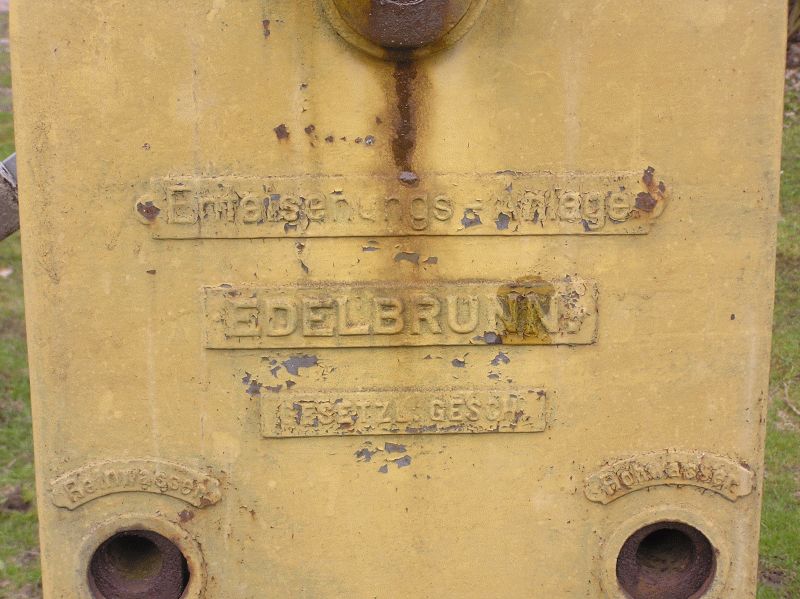 Enteisenungs-Anlage
EDELBRUNN.
GESETZL. GESCH.
Reinwasser
Rohwasser